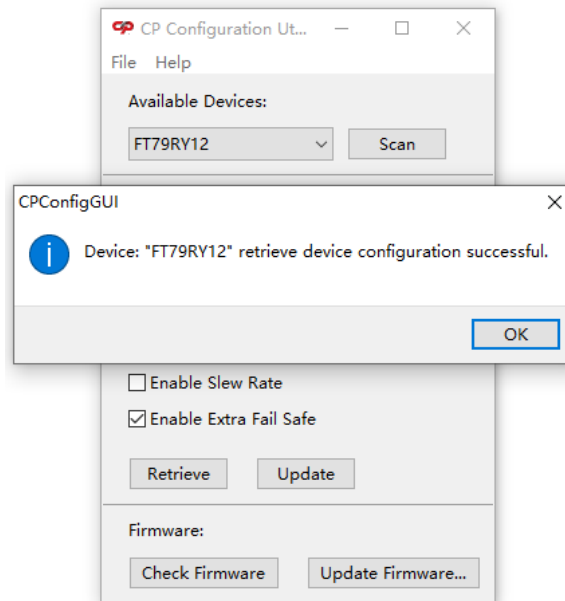 CP Configuration Ut...
File Help
Available Devices:
FT79RY12 Scan
CPConfigGUI
Device: "FT79RY12" retrieve device configuration successful.
OK
Enable Slew Rate
Enable Extra Fail Safe
Retrieve Update
Firmware:
Check Firmware Update Firmware...